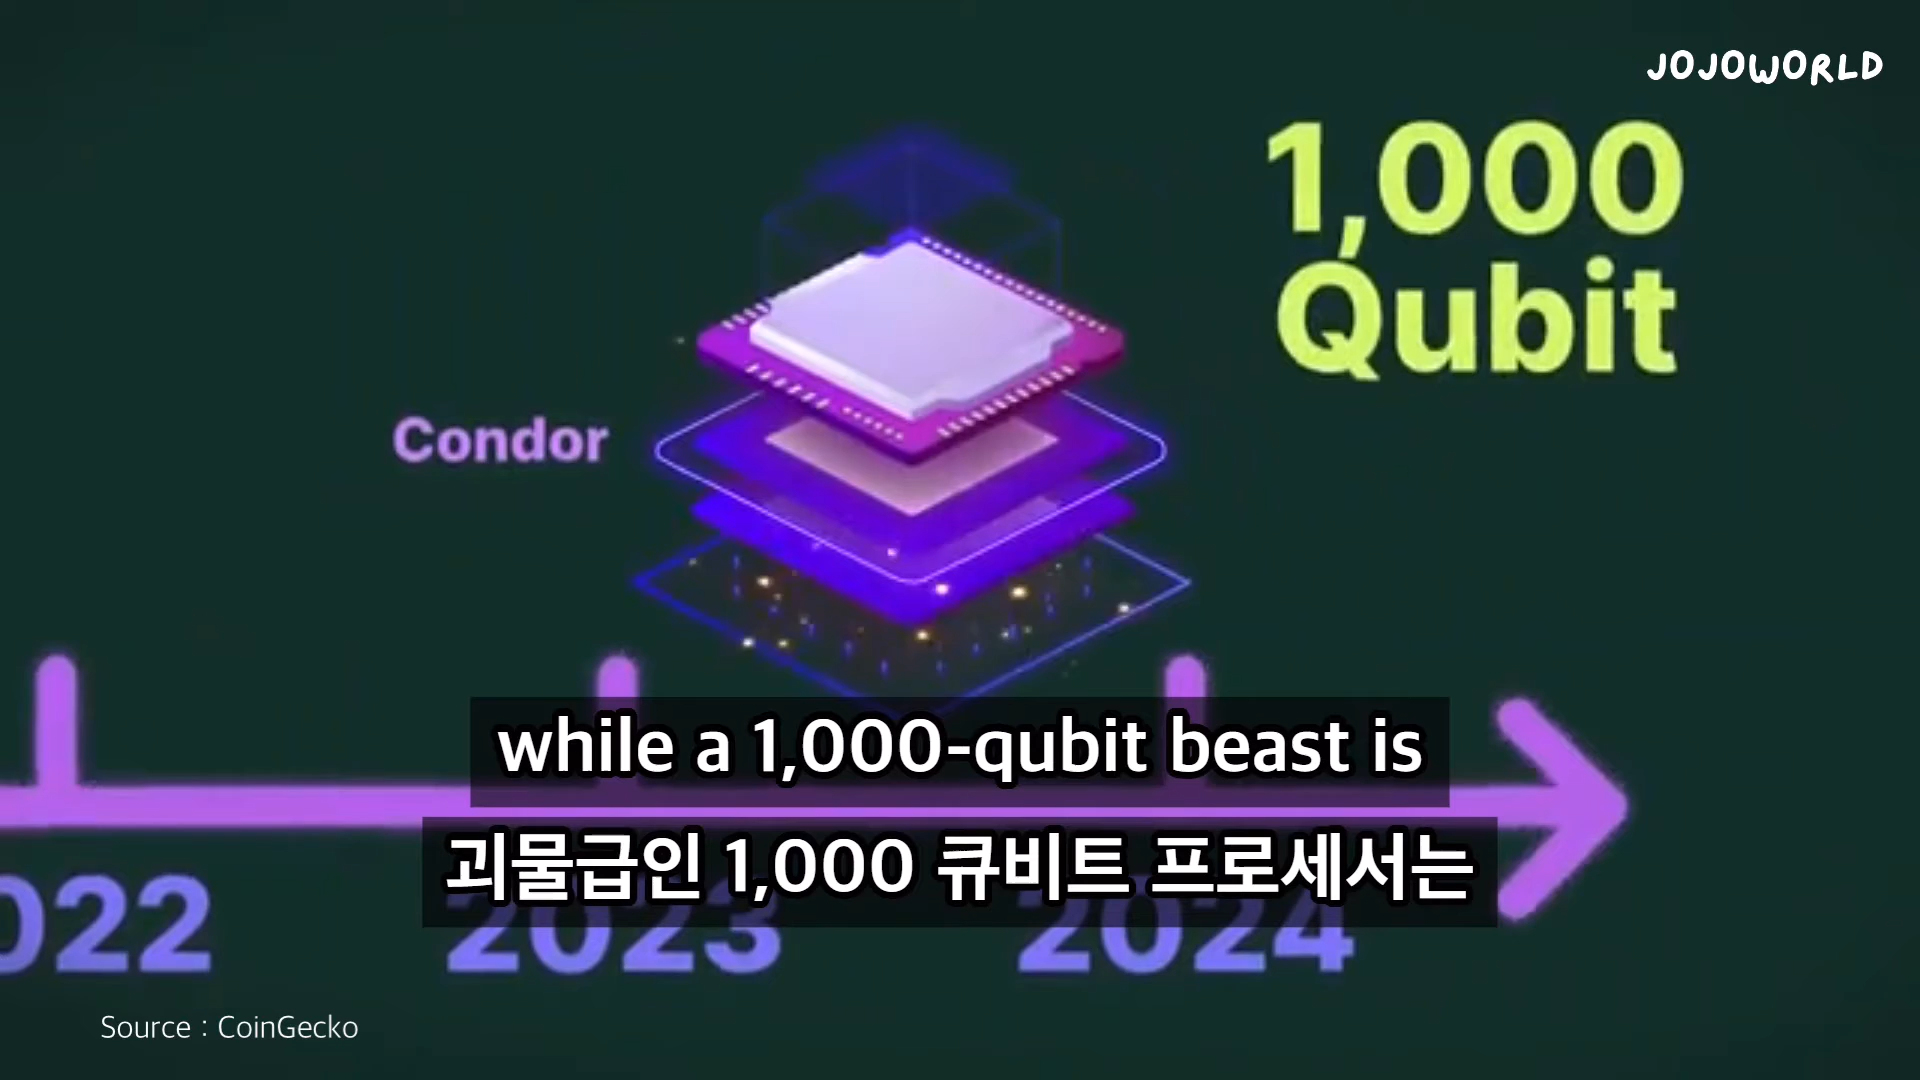 JOJOWORLD
1,000
Qubit
Condor
while a 1,000-qubit beast is
괴물급인 1,000 큐비트 프로세서는
022 2023 2024
Source : CoinGecko